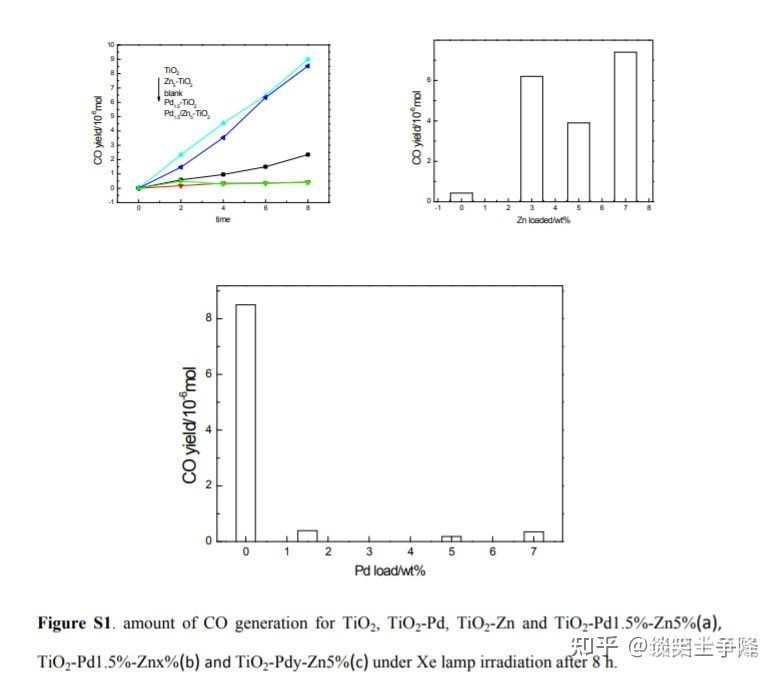 10
9
8
7
6
5
4
3
2
1
0
-1
CO yield/10⁻⁶mol
TiO₂
Zn₅-TiO₂
blank
Pd₁.₅-TiO₂
Pd₁.₅/Zn₅-TiO₂
0 2 4 6 8
time
6
4
2
0
CO yield/10⁻⁶mol
-1 0 1 2 3 4 5 6 7 8
Zn loaded/wt%
8
6
4
2
0
CO yield/10⁻⁶mol
0 1 2 3 4 5 6 7
Pd load/wt%
Figure S1. amount of CO generation for TiO₂, TiO₂-Pd, TiO₂-Zn and TiO₂-Pd1.5%-Zn5%(a),
TiO₂-Pd1.5%-Znx%(b) and TiO₂-Pdy-Zn5%(c) under Xe lamp irradiation after 8 h.
知乎